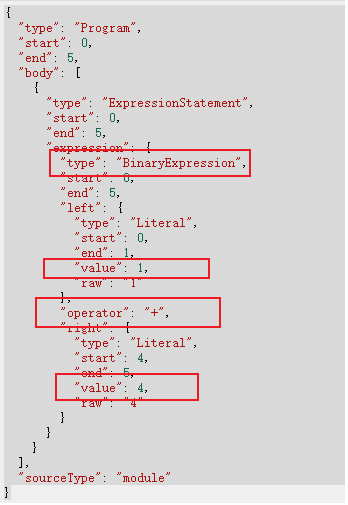 {
"type": "Program",
"start": 0,
"end": 5,
"body": [
{
"type": "ExpressionStatement",
"start": 0,
"end": 5,
"expression": {
"type": "BinaryExpression",
"start": 0,
"end": 5,
"left": {
"type": "Literal",
"start": 0,
"end": 1,
"value": 1,
"raw": "1"
},
"operator": "+",
"right": {
"type": "Literal",
"start": 4,
"end": 5,
"value": 4,
"raw": "4"
}
}
}
],
"sourceType": "module"
}